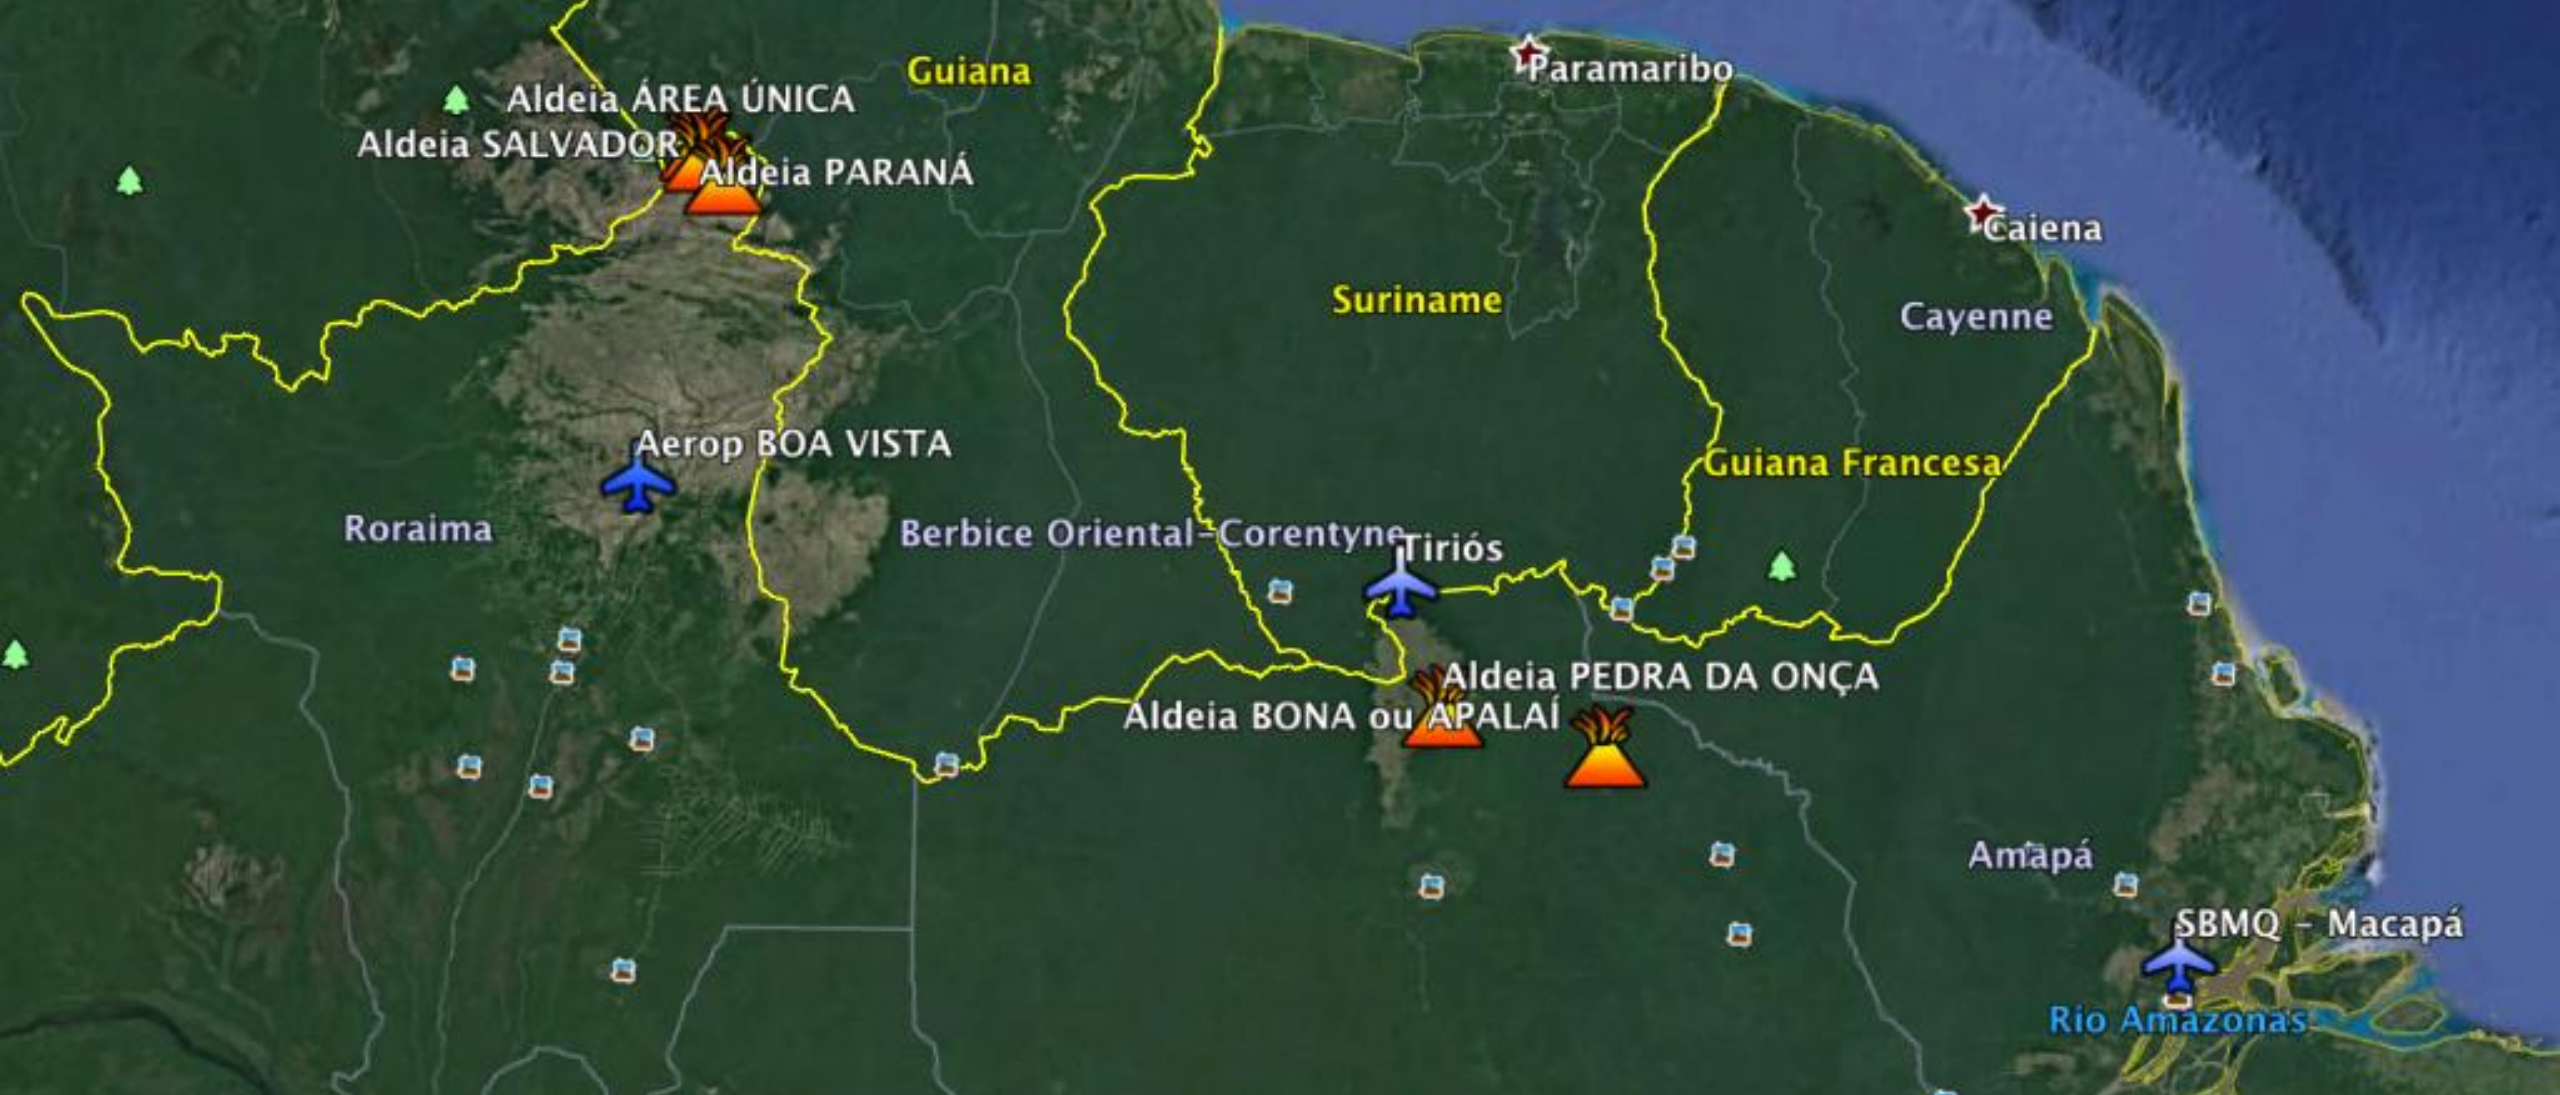 Paramaribo
Guiana
Aldeia ÁREA ÚNICA
Aldeia SALVADOR
Aldeia PARANÁ
Caiena
Suriname
Cayenne
Aerop BOA VISTA
Guiana Francesa
Roraima
Berbice Oriental-Corentyne
Tiriós
Aldeia PEDRA DA ONÇA
Aldeia BONA ou APALAÍ
Amapá
SBMQ - Macapá
Rio Amazonas